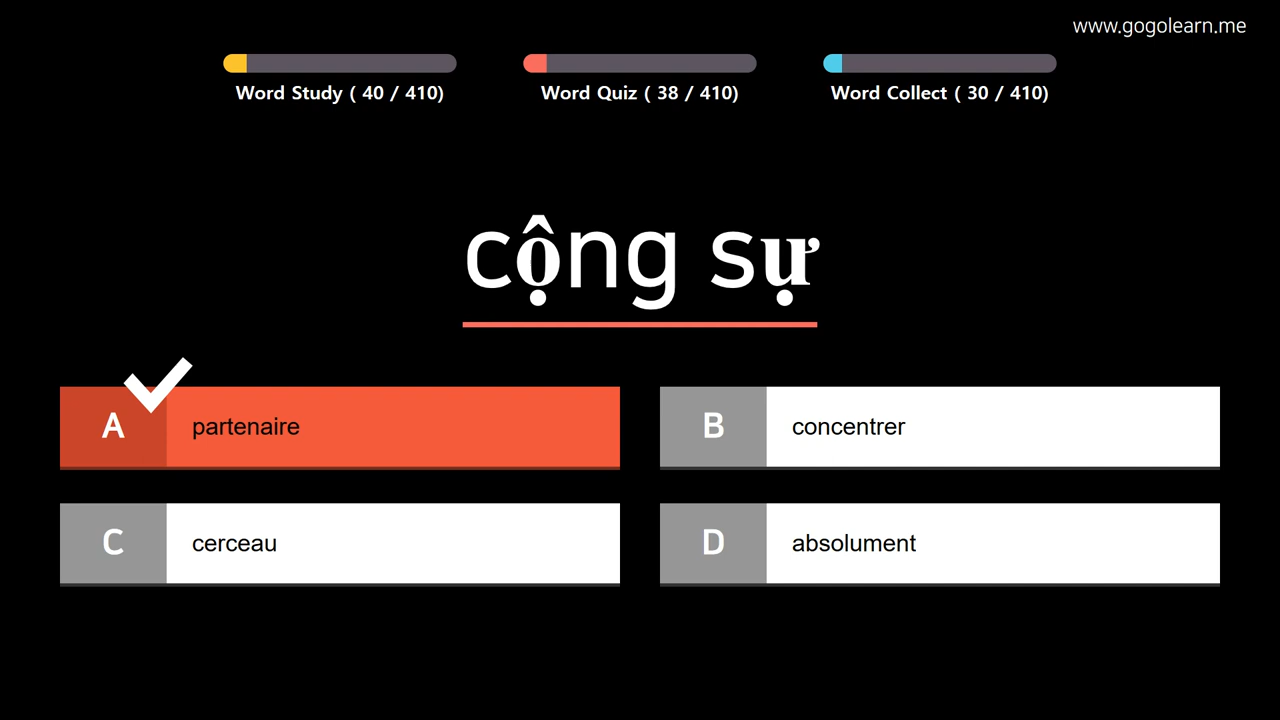 www.gogolearn.me
Word Study ( 40 / 410)
Word Quiz ( 38 / 410)
Word Collect ( 30 / 410)
cộng sự
A partenaire
B concentrer
C cerceau
D absolument